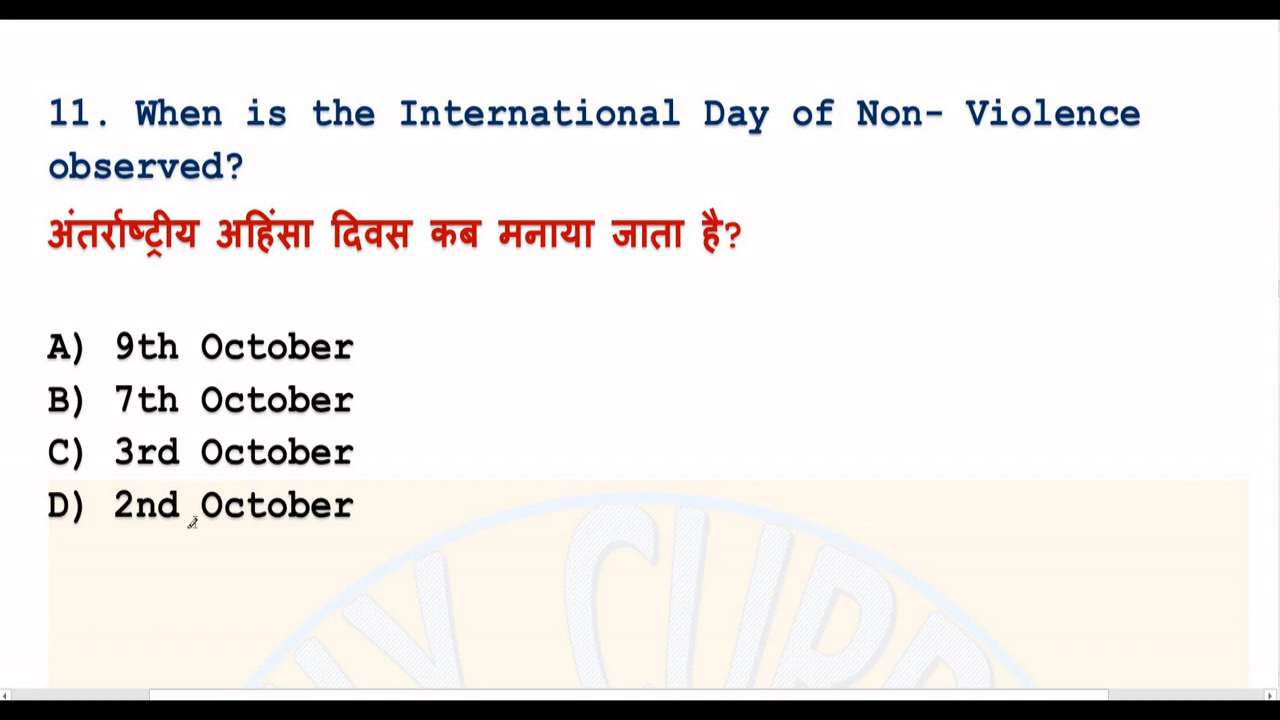 11. When is the International Day of Non- Violence
observed?
अंतर्राष्ट्रीय अहिंसा दिवस कब मनाया जाता है?
A) 9th October
B) 7th October
C) 3rd October
D) 2nd October